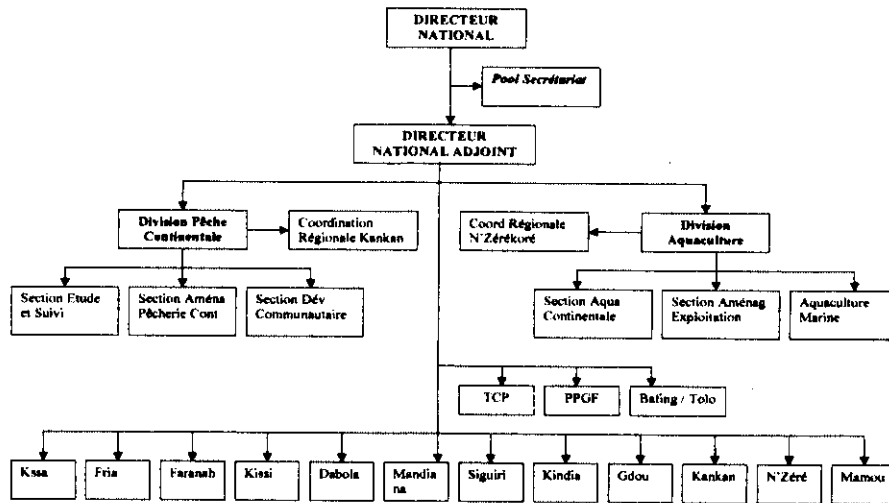 DIRECTEUR
NATIONAL
Pool Secrétariat
DIRECTEUR
NATIONAL ADJOINT
Division Pêche
Continentale
Coordination
Régionale Kankan
Coord Régionale
N'Zérékoré
Division
Aquaculture
Section Etude
et Suivi
Section Aména
Pêcherie Cont
Section Dév
Communautaire
Section Aqua
Continentale
Section Aménag
Exploitation
Aquaculture
Marine
TCP
PPGF
Bafing / Tolo
Kssa
Fria
Faranah
Kissi
Dabola
Mandia
na
Siguiri
Kindia
Gdou
Kankan
N'Zéré
Mamou